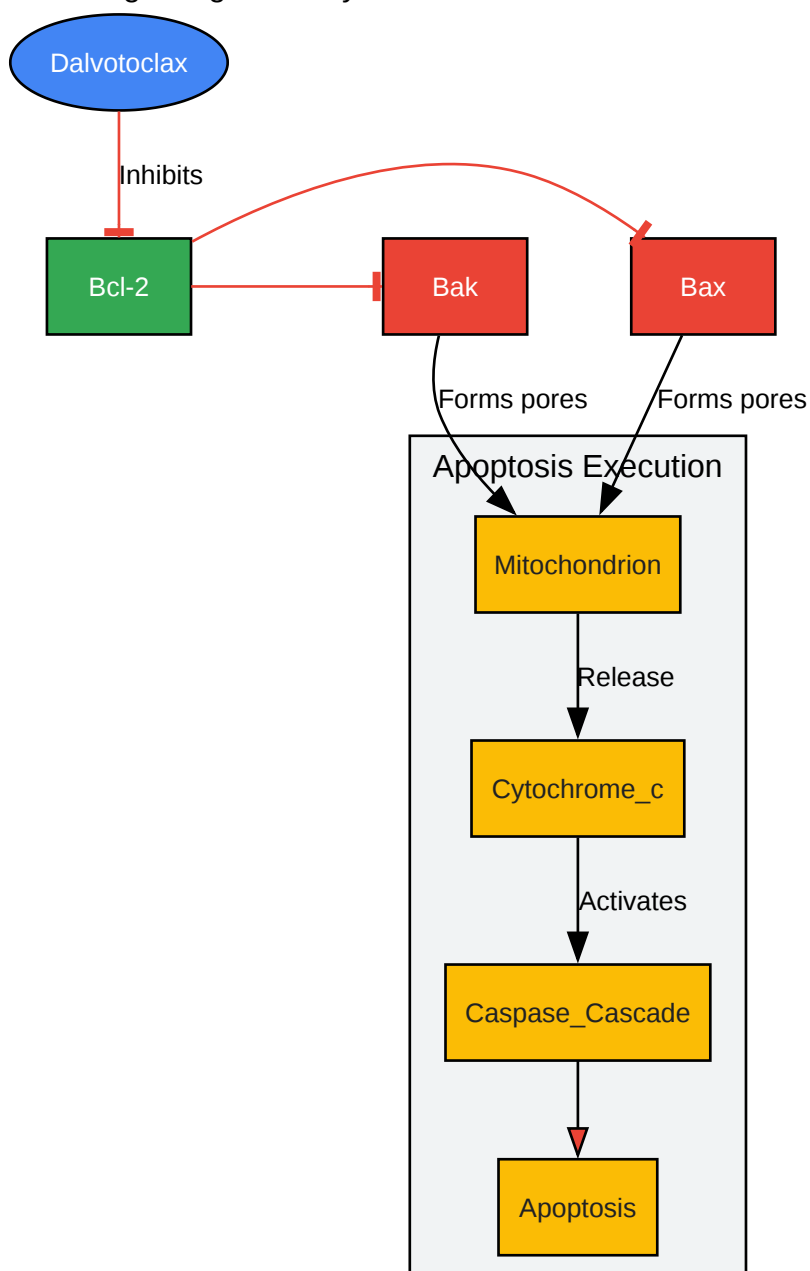 Dalvotoclax
Inhibits
Bcl-2
Bak
Bax
Forms pores
Forms pores
Apoptosis Execution
Mitochondrion
Release
Cytochrome_c
Activates
Caspase_Cascade
Apoptosis